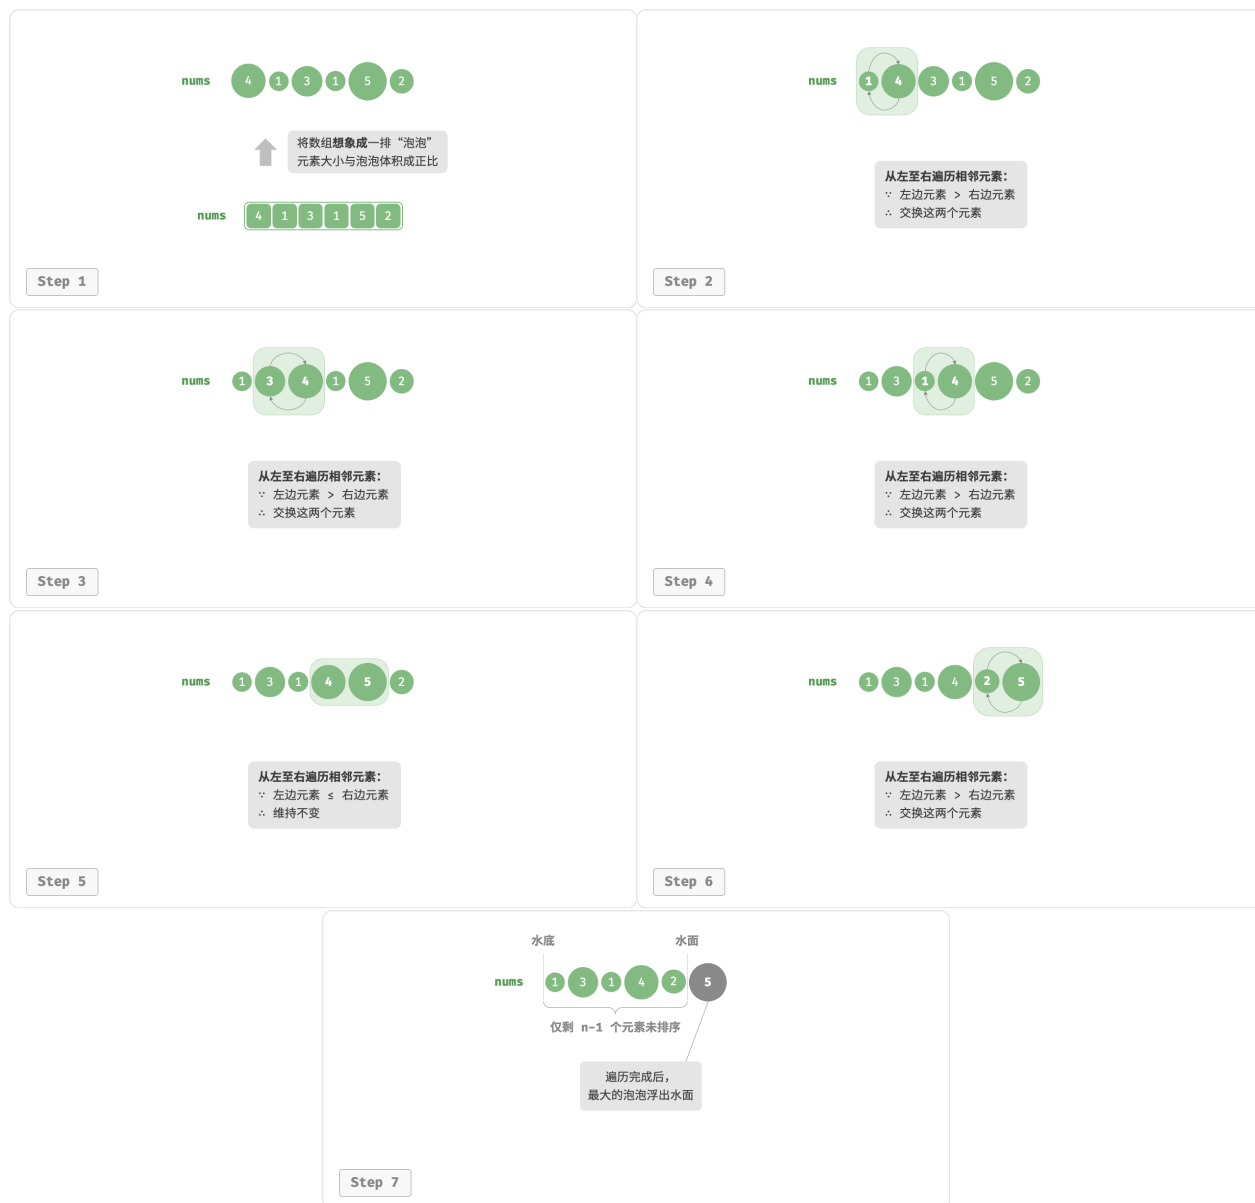 nums 4 1 3 1 5 2
将数组想象成一排“泡泡”
元素大小与泡泡体积成正比
nums 4 1 3 1 5 2
Step 1
nums 1 4 3 1 5 2
从左至右遍历相邻元素：
∵ 左边元素 > 右边元素
∴ 交换这两个元素
Step 2
nums 1 3 4 1 5 2
从左至右遍历相邻元素：
∵ 左边元素 > 右边元素
∴ 交换这两个元素
Step 3
nums 1 3 1 4 5 2
从左至右遍历相邻元素：
∵ 左边元素 > 右边元素
∴ 交换这两个元素
Step 4
nums 1 3 1 4 5 2
从左至右遍历相邻元素：
∵ 左边元素 ≤ 右边元素
∴ 维持不变
Step 5
nums 1 3 1 4 2 5
从左至右遍历相邻元素：
∵ 左边元素 > 右边元素
∴ 交换这两个元素
Step 6
水底 水面
nums 1 3 1 4 2 5
仅剩 n-1 个元素未排序
遍历完成后，
最大的泡泡浮出水面
Step 7